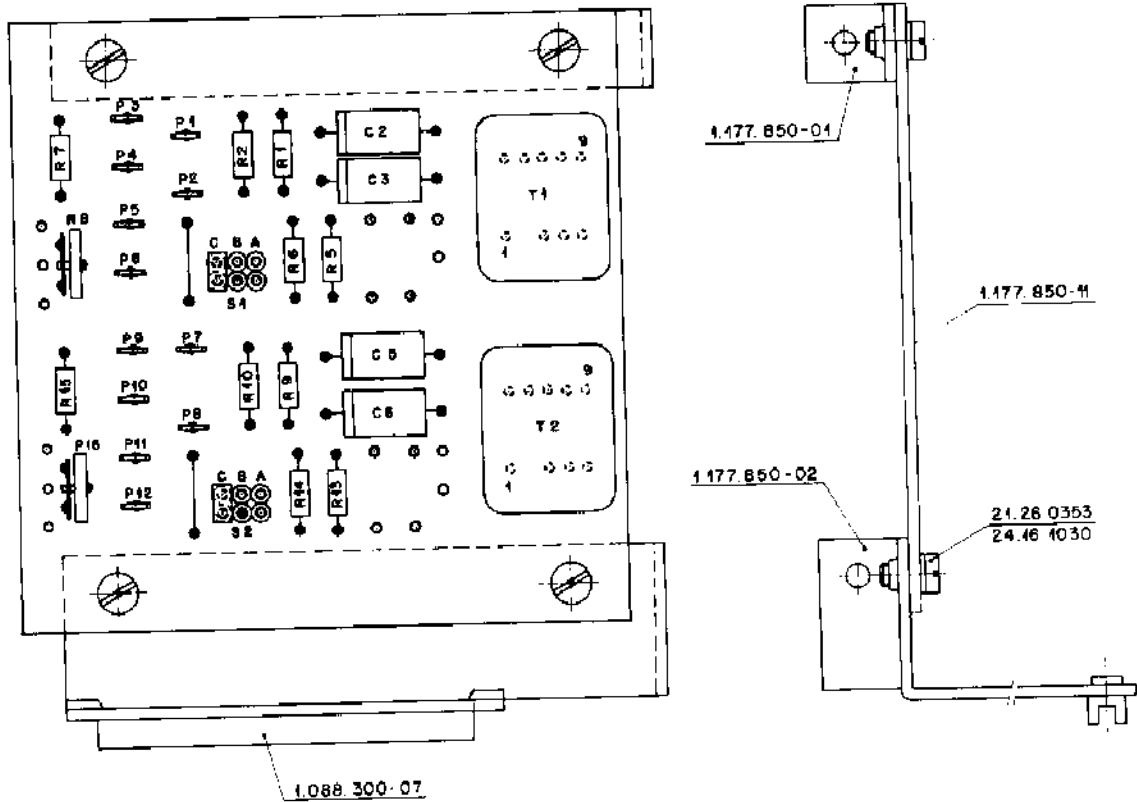 P3
P1
R7
R2
R1
C2
9
P4
C3
P2
T1
P5
R8
C B A
R6
R5
1
P6
S1
P9
P7
C5
9
R15
P10
R10
R9
C6
P8
T2
P16
P11
C B A
1
P12
R14
R13
S2
1.088.300-07
1.177.850-01
1.177.850-11
1.177.850-02
21.26 0353
24.16 1030